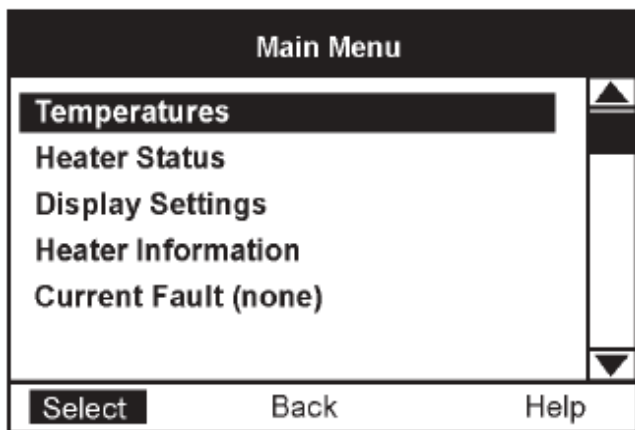 Main Menu
Temperatures
Heater Status
Display Settings
Heater Information
Current Fault (none)
Select Back Help